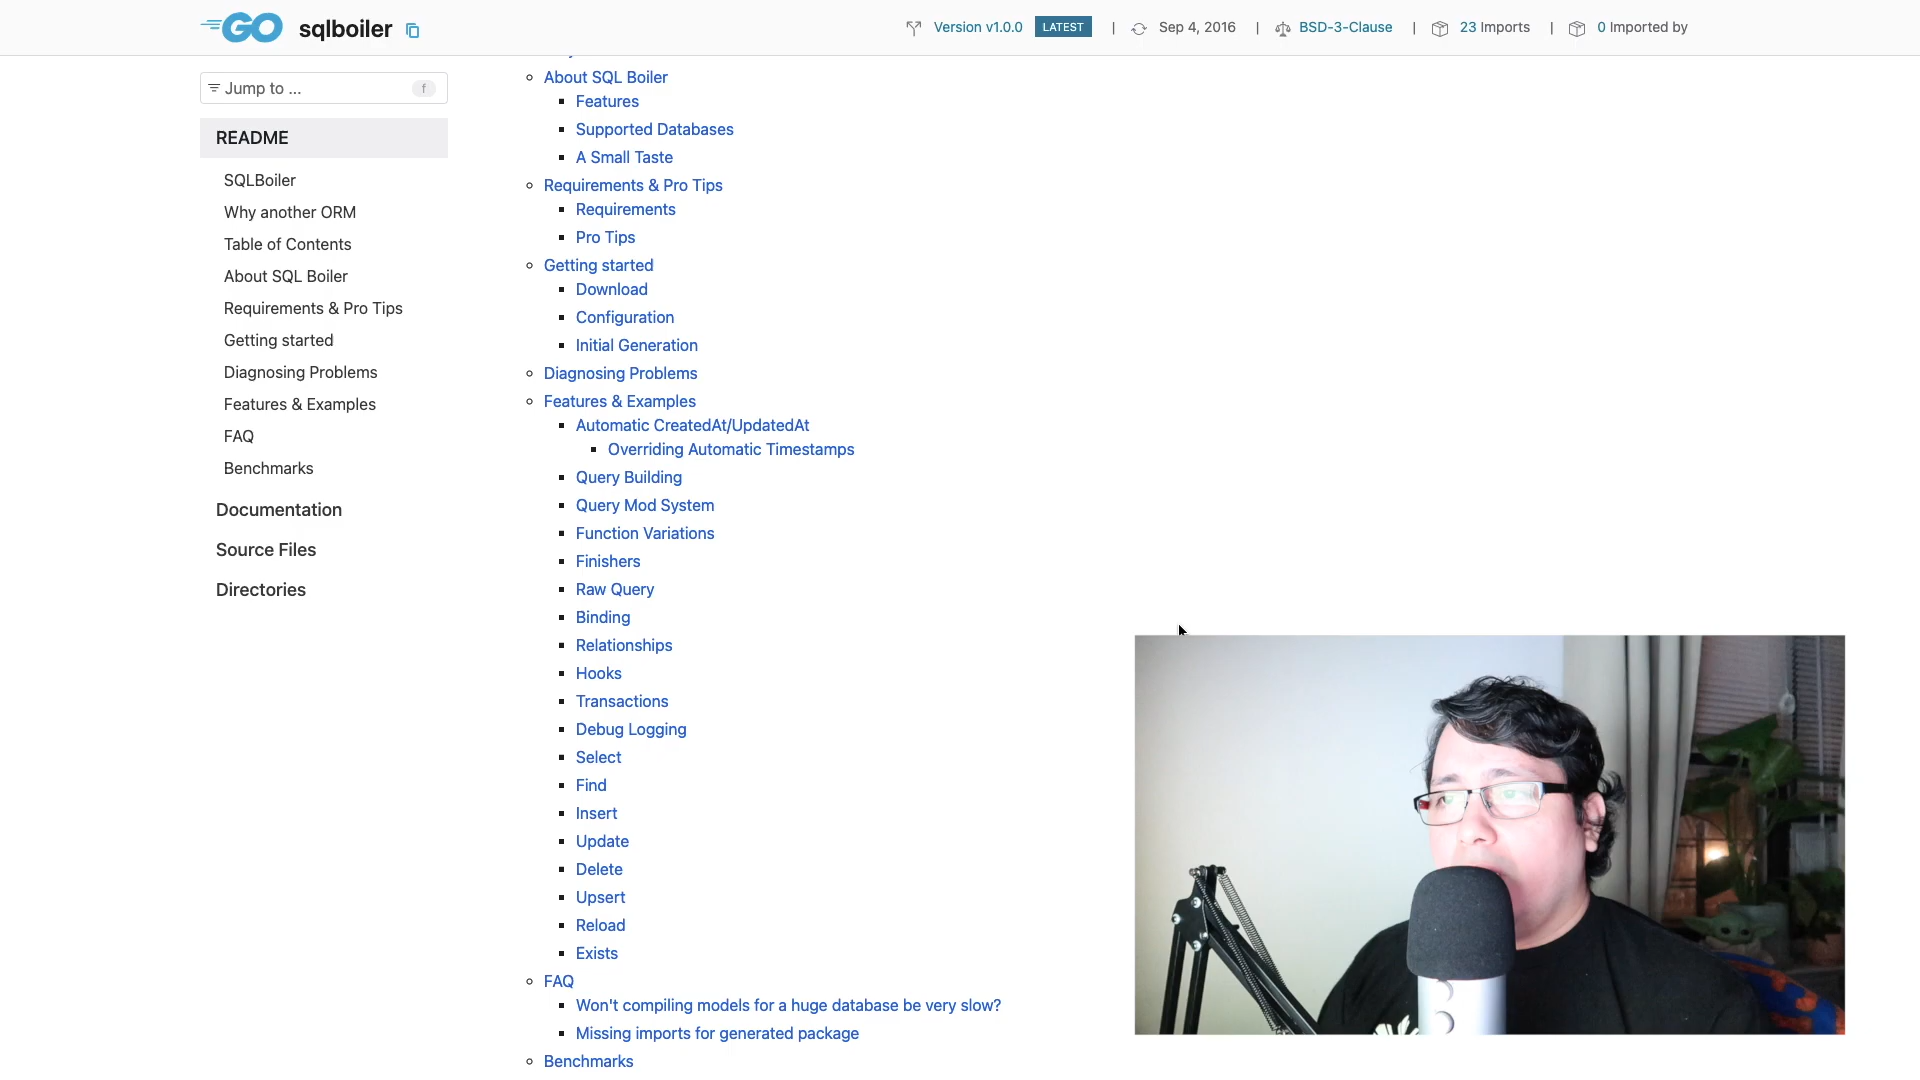 GO sqlboiler
Version v1.0.0 LATEST | Sep 4, 2016 | BSD-3-Clause | 23 Imports | 0 Imported by
Jump to ... f
README
SQLBoiler
Why another ORM
Table of Contents
About SQL Boiler
Requirements & Pro Tips
Getting started
Diagnosing Problems
Features & Examples
FAQ
Benchmarks
Documentation
Source Files
Directories
About SQL Boiler
Features
Supported Databases
A Small Taste
Requirements & Pro Tips
Requirements
Pro Tips
Getting started
Download
Configuration
Initial Generation
Diagnosing Problems
Features & Examples
Automatic CreatedAt/UpdatedAt
Overriding Automatic Timestamps
Query Building
Query Mod System
Function Variations
Finishers
Raw Query
Binding
Relationships
Hooks
Transactions
Debug Logging
Select
Find
Insert
Update
Delete
Upsert
Reload
Exists
FAQ
Won't compiling models for a huge database be very slow?
Missing imports for generated package
Benchmarks